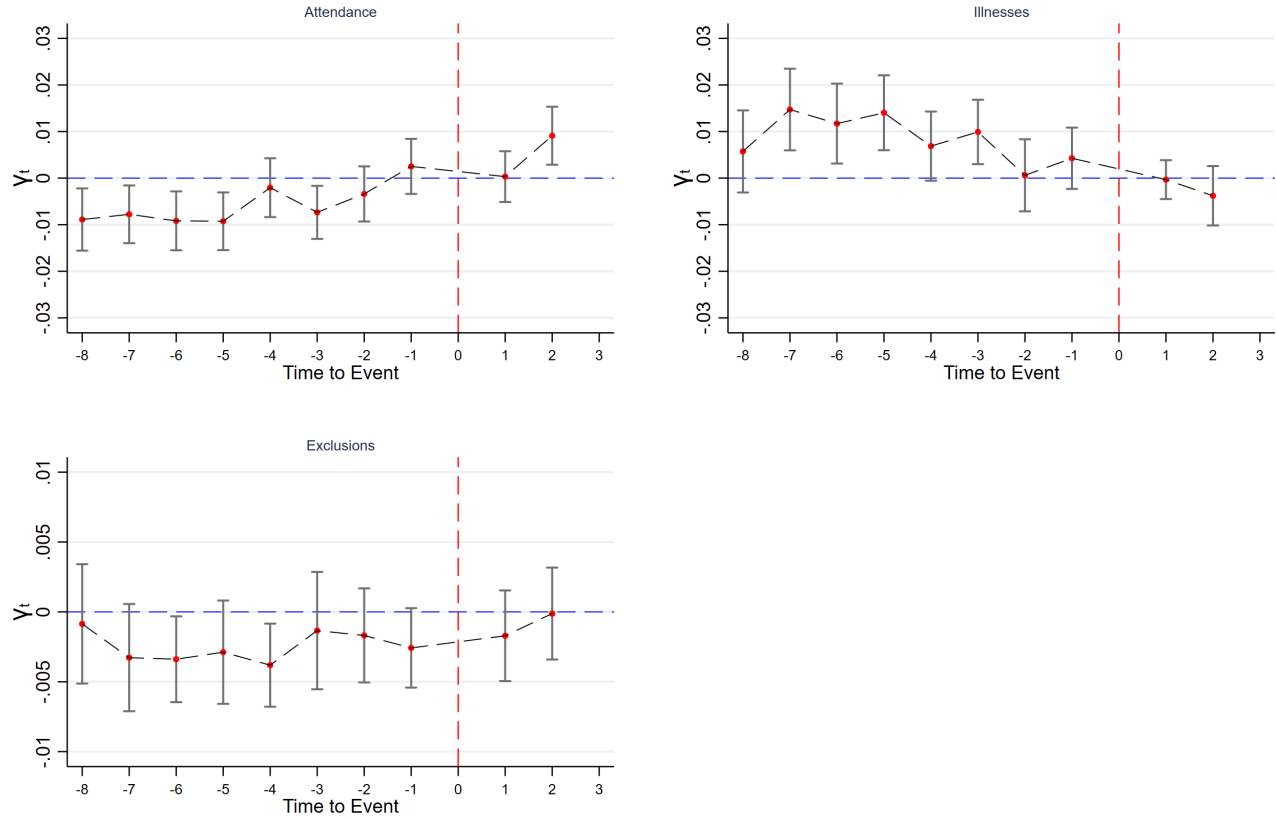 Attendance
.03
.02
.01
0
-.01
-.02
-.03
γt
-8 -7 -6 -5 -4 -3 -2 -1 0 1 2 3
Time to Event
Illnesses
.03
.02
.01
0
-.01
-.02
-.03
γt
-8 -7 -6 -5 -4 -3 -2 -1 0 1 2 3
Time to Event
Exclusions
.01
.005
0
-.005
-.01
γt
-8 -7 -6 -5 -4 -3 -2 -1 0 1 2 3
Time to Event